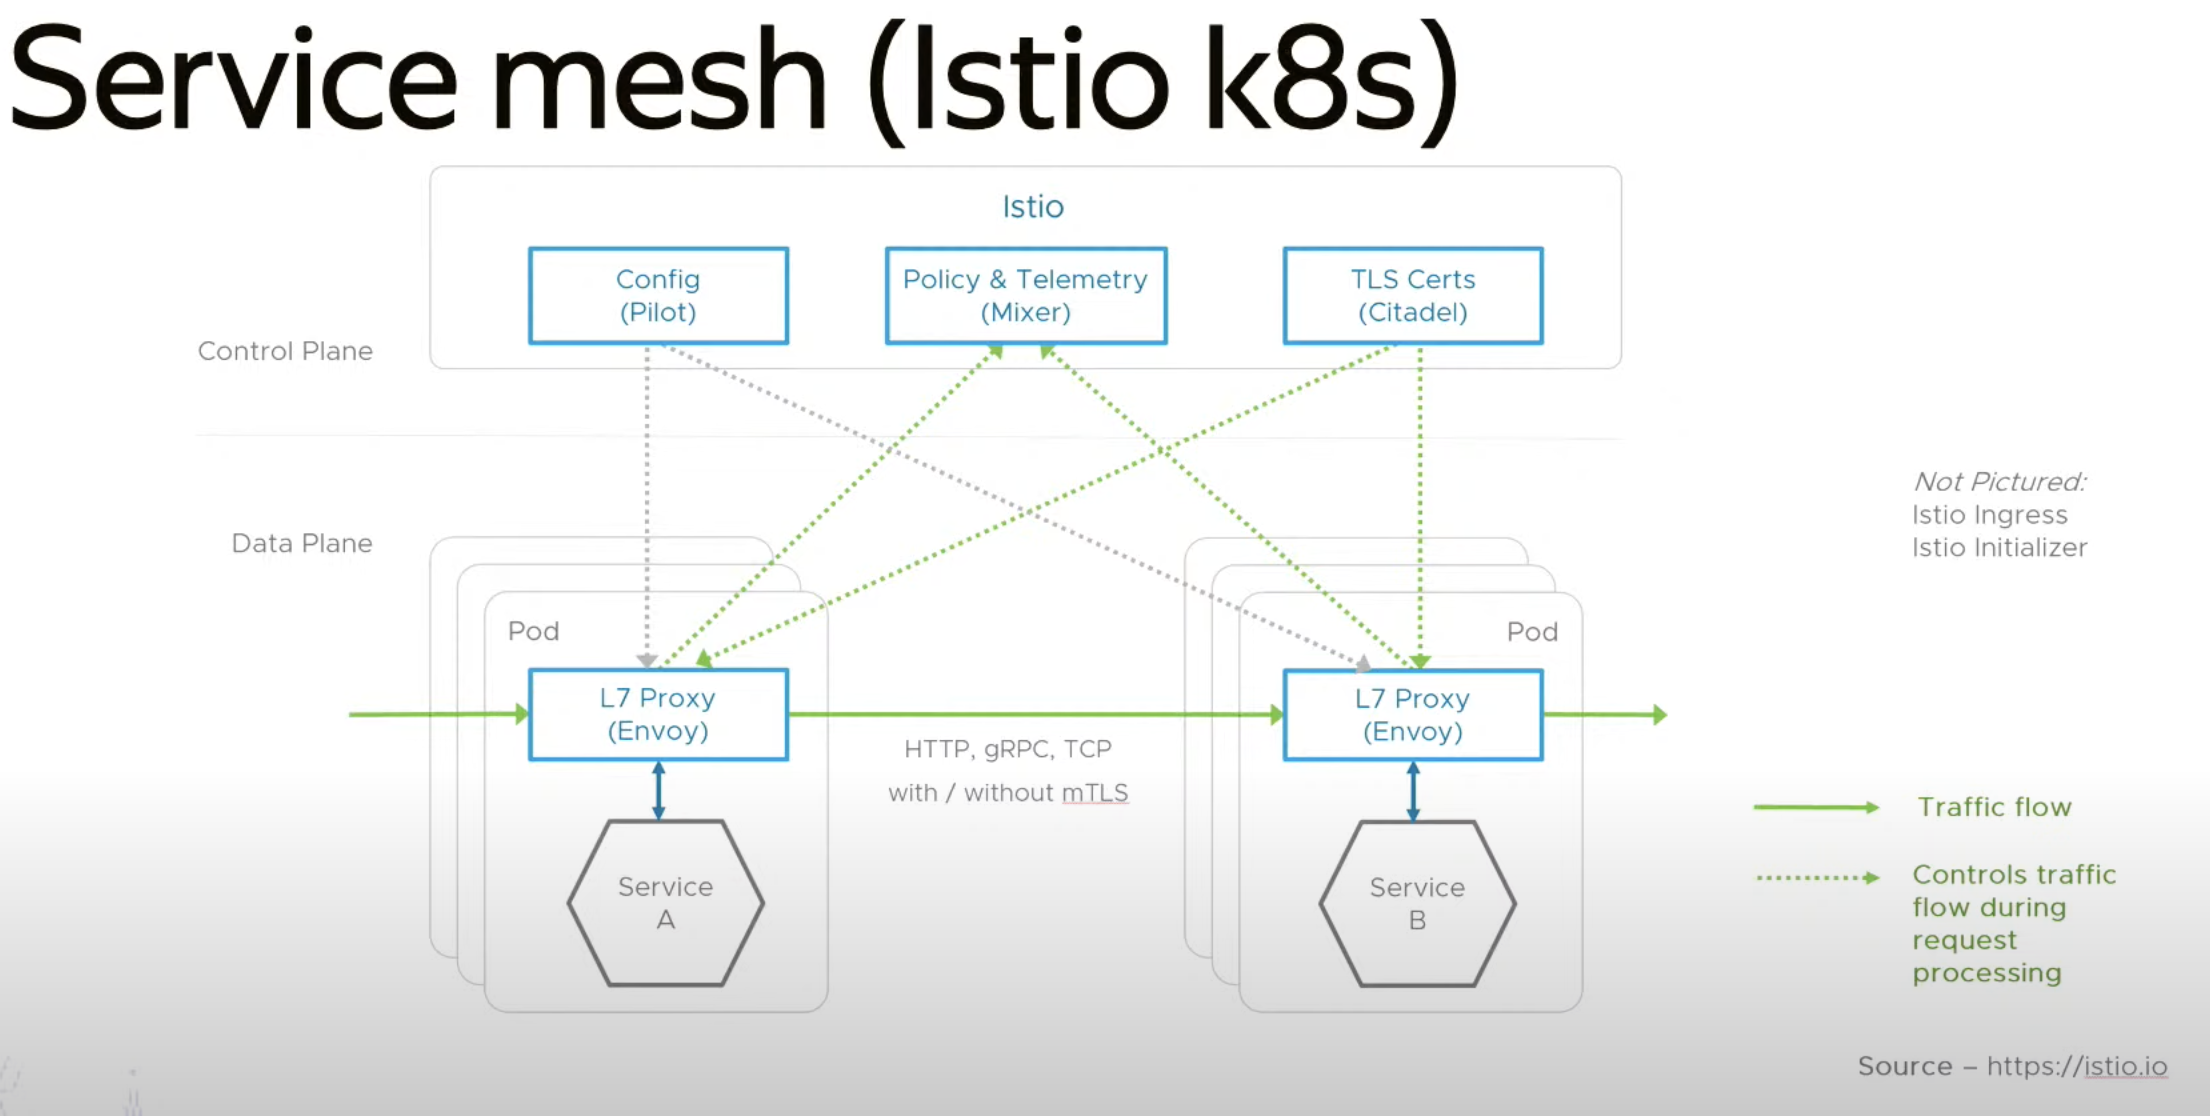 Service mesh (Istio k8s)
Istio
Config
(Pilot)
Policy & Telemetry
(Mixer)
TLS Certs
(Citadel)
Control Plane
Data Plane
Not Pictured:
Istio Ingress
Istio Initializer
Pod
L7 Proxy
(Envoy)
Service
A
HTTP, gRPC, TCP
with / without mTLS
Pod
L7 Proxy
(Envoy)
Service
B
Traffic flow
Controls traffic
flow during
request
processing
Source – https://istio.io